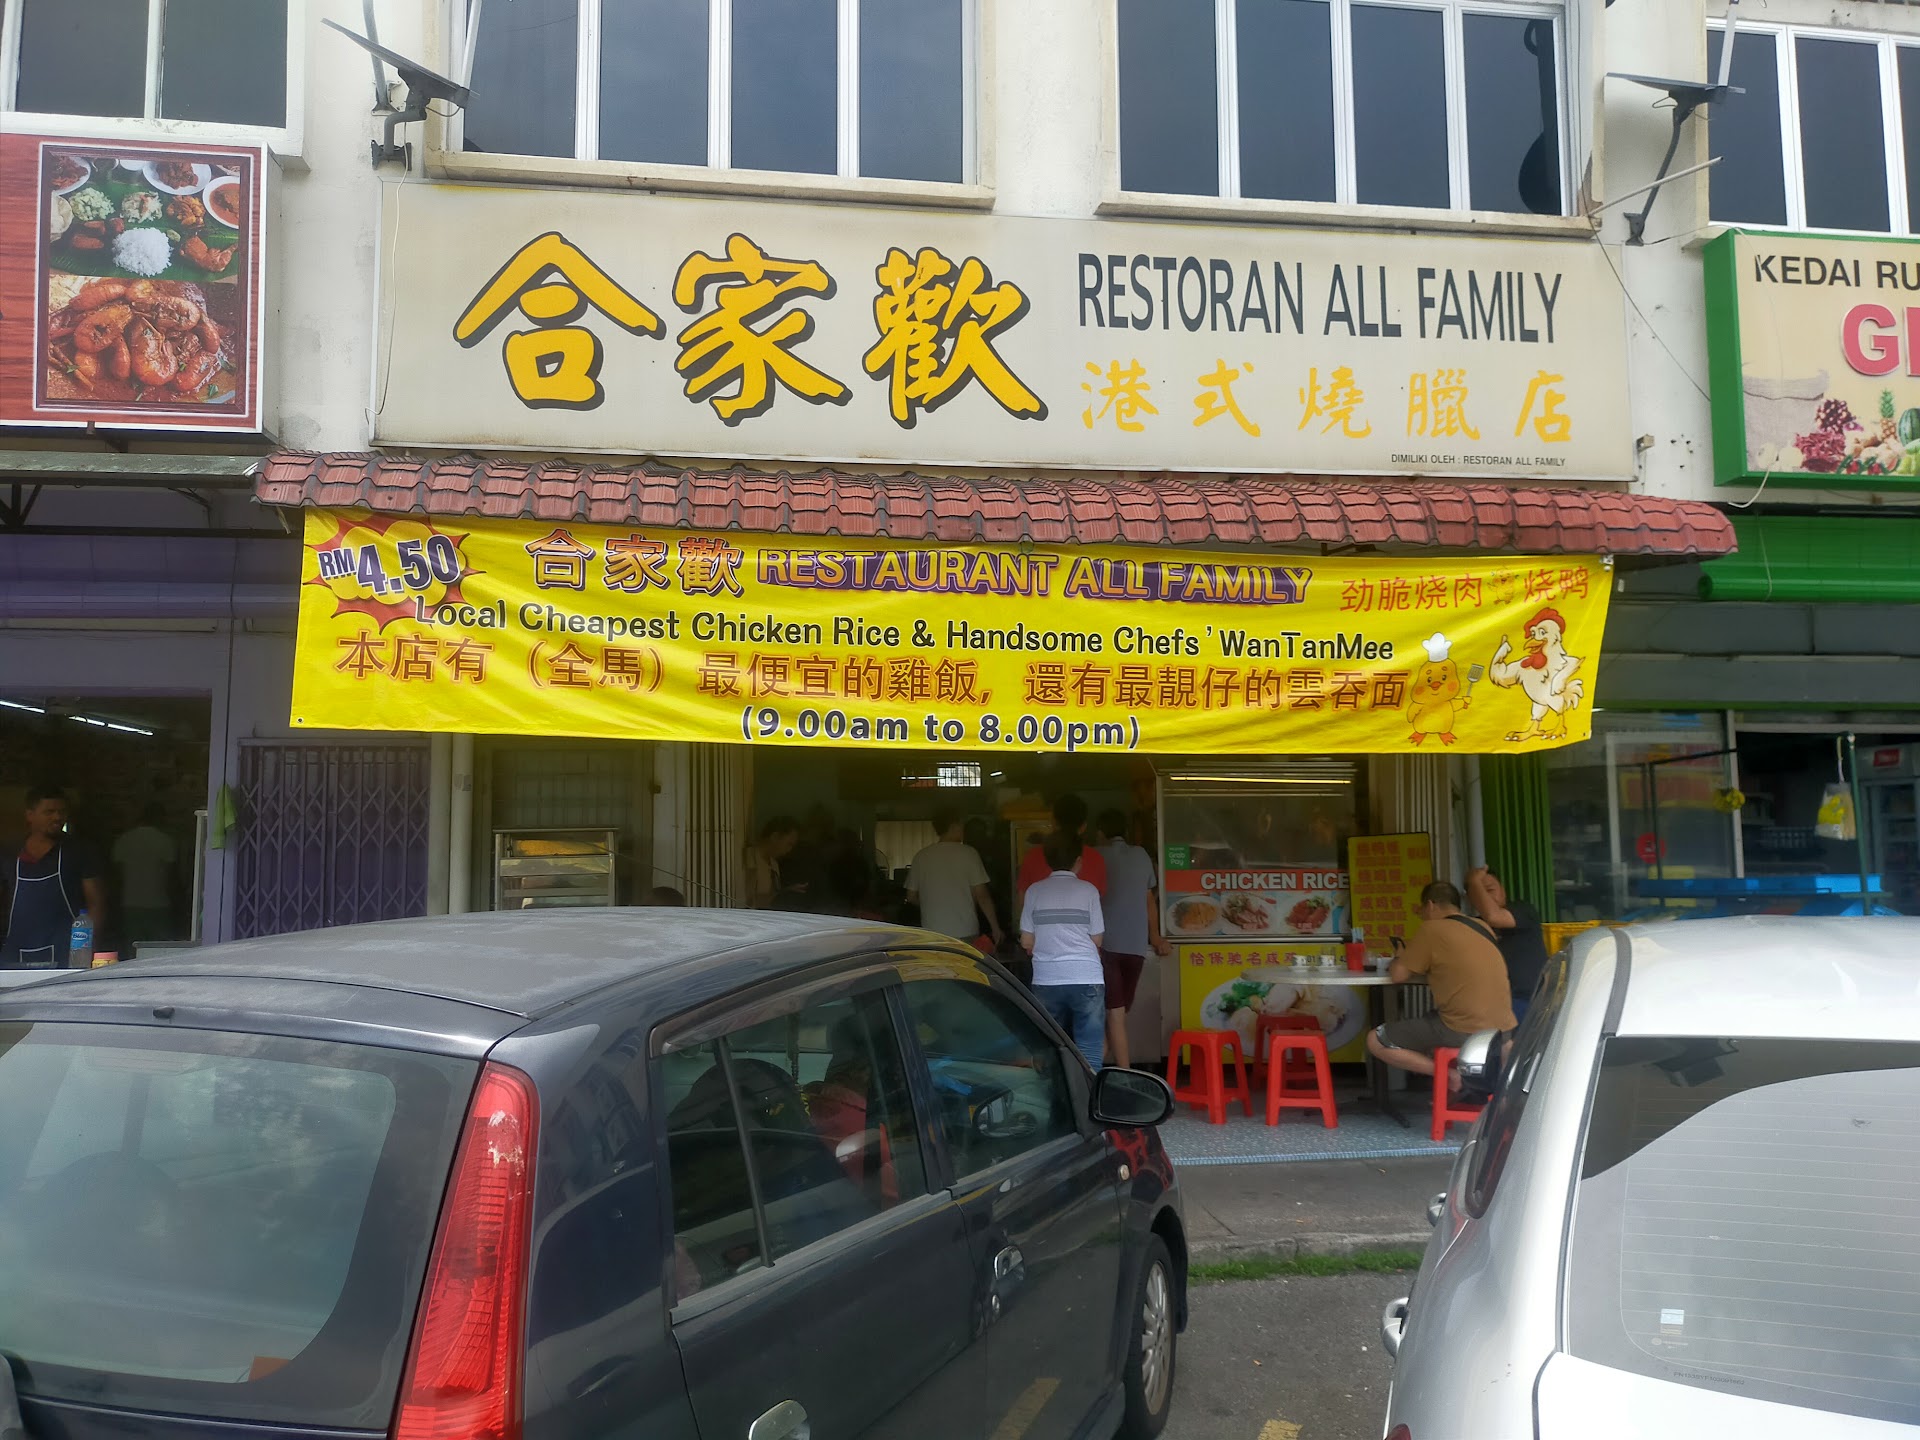 合家歡
RESTORAN ALL FAMILY
港式燒臘店
DIMILIKI OLEH : RESTORAN ALL FAMILY
KEDAI RU
RM4.50
合家歡 RESTAURANT ALL FAMILY
劲脆烧肉 烧鸭
Local Cheapest Chicken Rice & Handsome Chefs' WanTanMee
本店有（全馬）最便宜的雞飯，還有最靚仔的雲吞面
(9.00am to 8.00pm)
Grab
Pay
CHICKEN RICE